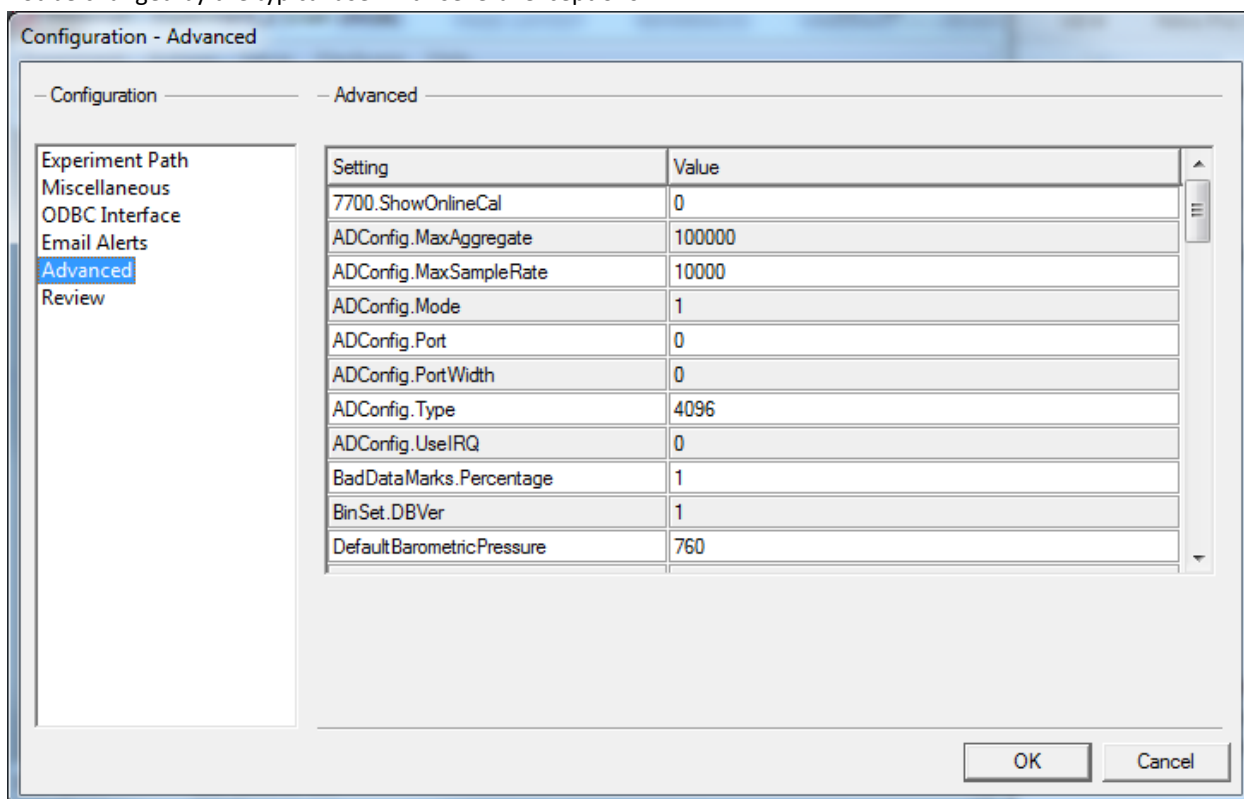 Configuration - Advanced
Configuration
Advanced
Experiment Path
Miscellaneous
ODBC Interface
Email Alerts
Advanced
Review
Setting Value
7700.ShowOnlineCal 0
ADConfig.MaxAggregate 100000
ADConfig.MaxSampleRate 10000
ADConfig.Mode 1
ADConfig.Port 0
ADConfig.PortWidth 0
ADConfig.Type 4096
ADConfig.UseIRQ 0
BadDataMarks.Percentage 1
BinSet.DBVer 1
DefaultBarometricPressure 760
OK Cancel